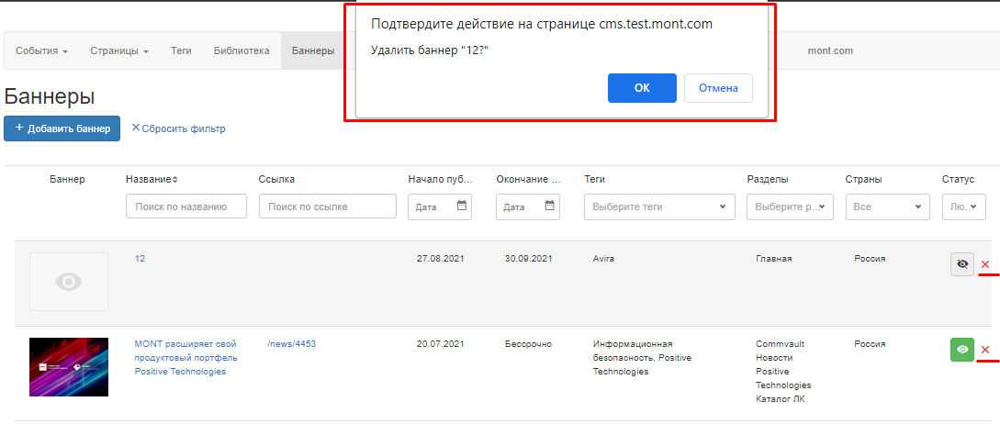 Подтвердите действие на странице cms.test.mont.com
Удалить баннер "12?"
ОК
Отмена
События
Страницы
Теги
Библиотека
Баннеры
mont.com
Баннеры
+ Добавить баннер
×Сбросить фильтр
Баннер
Название
Ссылка
Начало пуб...
Окончание ...
Теги
Разделы
Страны
Статус
Поиск по названию
Поиск по ссылке
Дата
Дата
Выберите теги
Выберите р...
Все
Лю...
12
27.08.2021
30.09.2021
Avira
Главная
Россия
MONT расширяет свой
продуктовый портфель
Positive Technologies
/news/4453
20.07.2021
Бессрочно
Информационная
безопасность, Positive
Technologies
Commvault
Новости
Positive
Technologies
Каталог ЛК
Россия